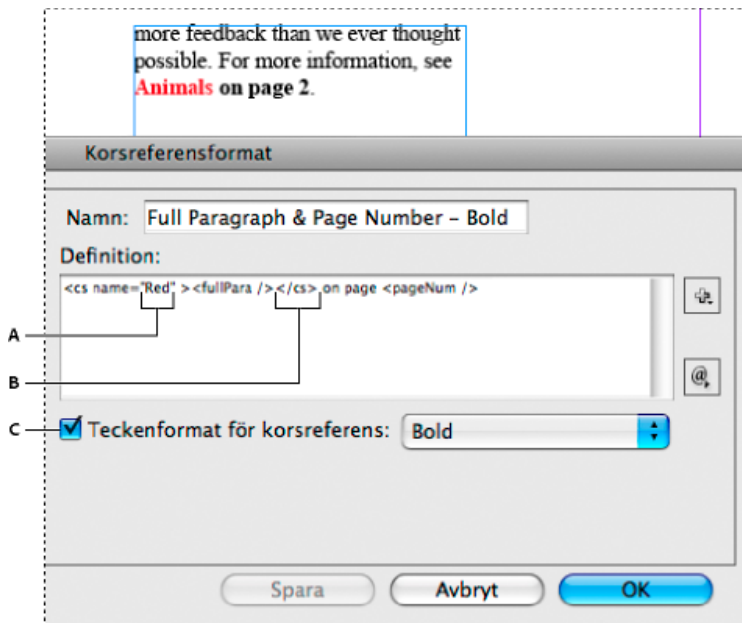 more feedback than we ever thought
possible. For more information, see
Animals on page 2.
Korsreferensformat
Namn: Full Paragraph & Page Number – Bold
Definition:
<cs name="Red" ><fullPara /></cs> on page <pageNum />
A
B
@
C Teckenformat för korsreferens: Bold
Spara Avbryt OK